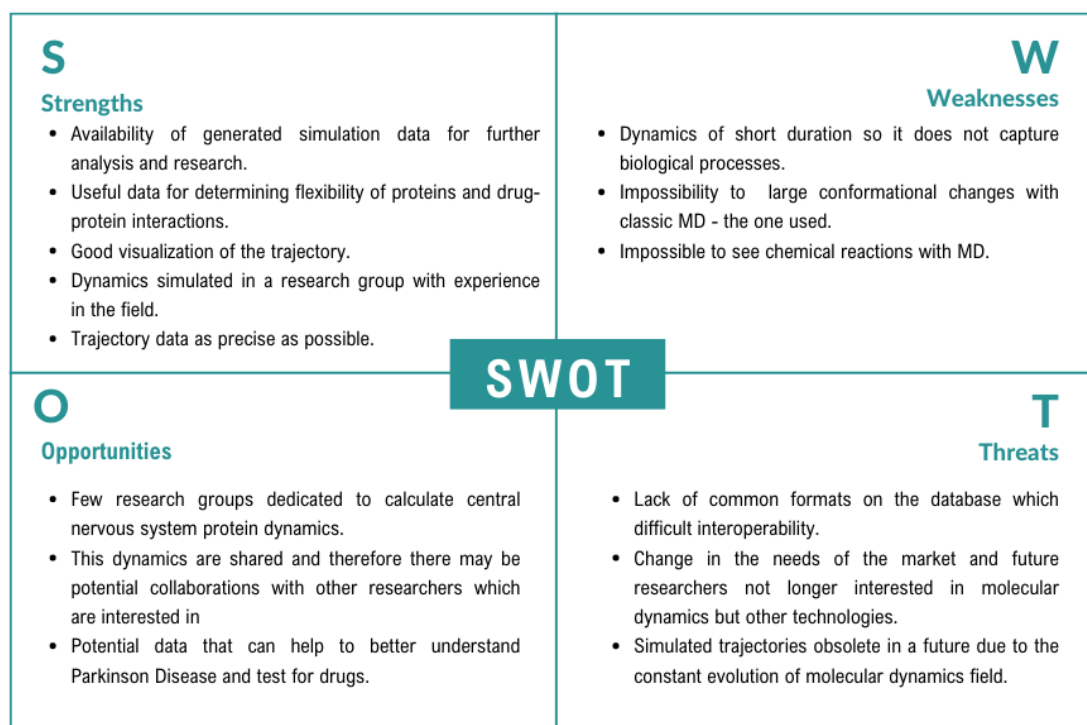 S
Strengths
• Availability of generated simulation data for further
analysis and research.
• Useful data for determining flexibility of proteins and drug-
protein interactions.
• Good visualization of the trajectory.
• Dynamics simulated in a research group with experience
in the field.
• Trajectory data as precise as possible.
W
Weaknesses
• Dynamics of short duration so it does not capture
biological processes.
• Impossibility to large conformational changes with
classic MD - the one used.
• Impossible to see chemical reactions with MD.
SWOT
O
Opportunities
• Few research groups dedicated to calculate central
nervous system protein dynamics.
• This dynamics are shared and therefore there may be
potential collaborations with other researchers which
are interested in
• Potential data that can help to better understand
Parkinson Disease and test for drugs.
T
Threats
• Lack of common formats on the database which
difficult interoperability.
• Change in the needs of the market and future
researchers not longer interested in molecular
dynamics but other technologies.
• Simulated trajectories obsolete in a future due to the
constant evolution of molecular dynamics field.